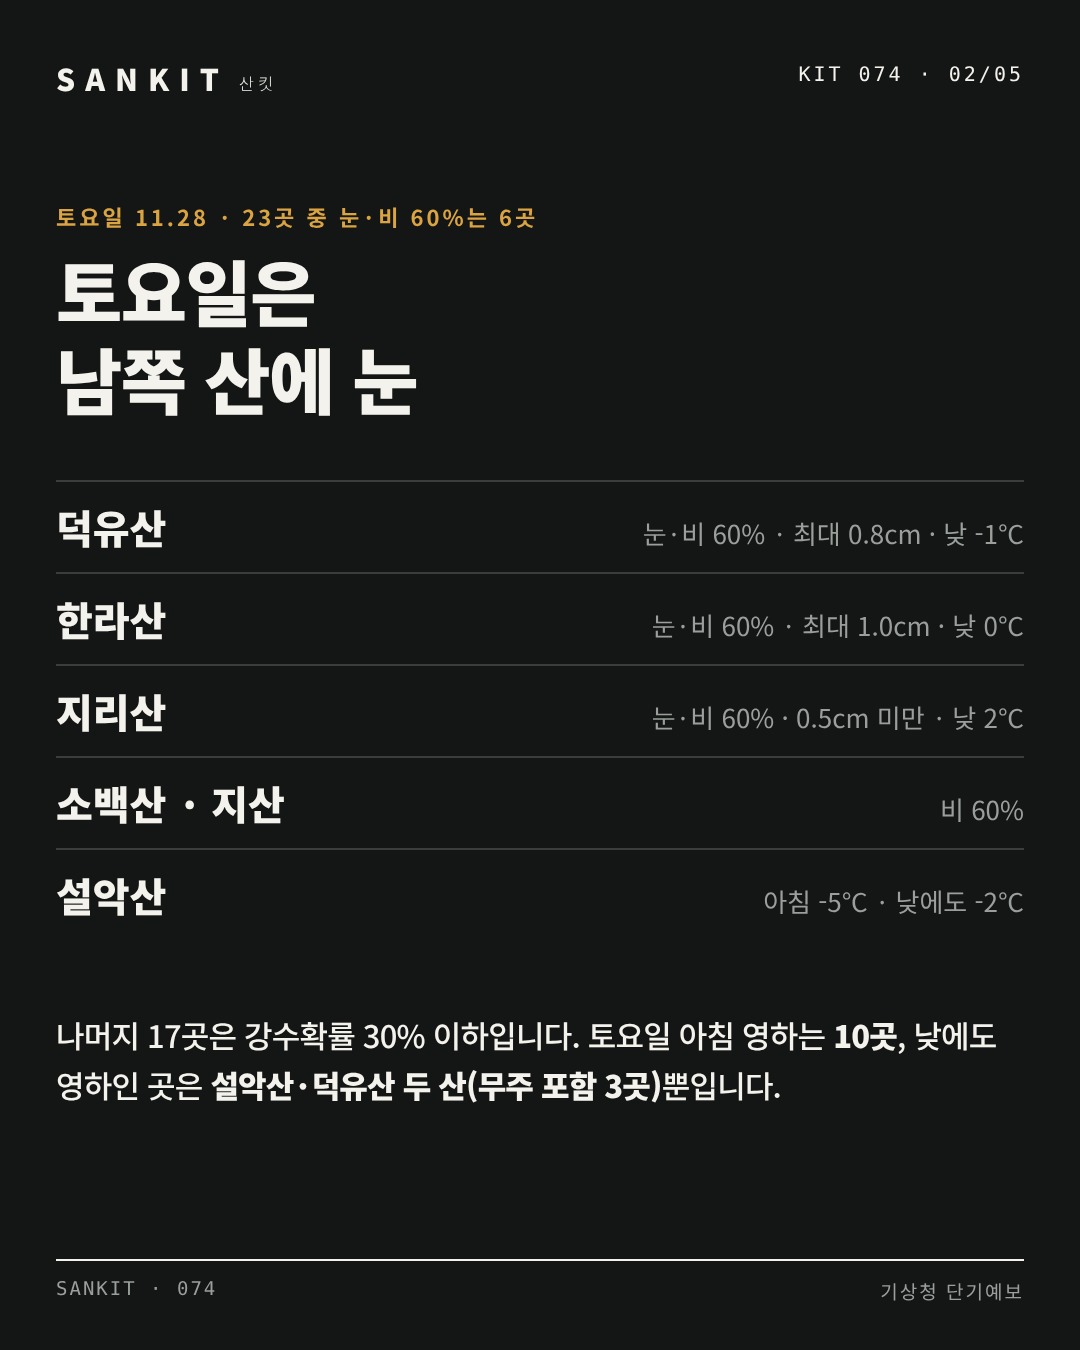 SANKIT 산킷
KIT 074 · 02/05
토요일 11.28 · 23곳 중 눈·비 60%는 6곳
토요일은
남쪽 산에 눈
덕유산 눈·비 60% · 최대 0.8cm · 낮 -1°C
한라산 눈·비 60% · 최대 1.0cm · 낮 0°C
지리산 눈·비 60% · 0.5cm 미만 · 낮 2°C
소백산 · 지산 비 60%
설악산 아침 -5°C · 낮에도 -2°C
나머지 17곳은 강수확률 30% 이하입니다. 토요일 아침 영하는 10곳, 낮에도
영하인 곳은 설악산·덕유산 두 산(무주 포함 3곳)뿐입니다.
SANKIT · 074
기상청 단기예보